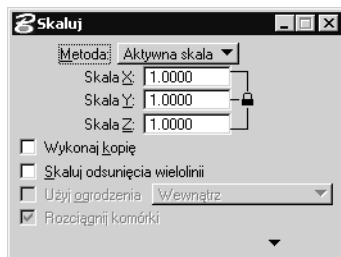 Skaluj
Metoda: Aktywna skala
Skala X: 1.0000
Skala Y: 1.0000
Skala Z: 1.0000
Wykonaj kopię
Skaluj odsunięcia wielolinii
Użyj ogrodzenia Wewnątrz
Rozciągnij komórki